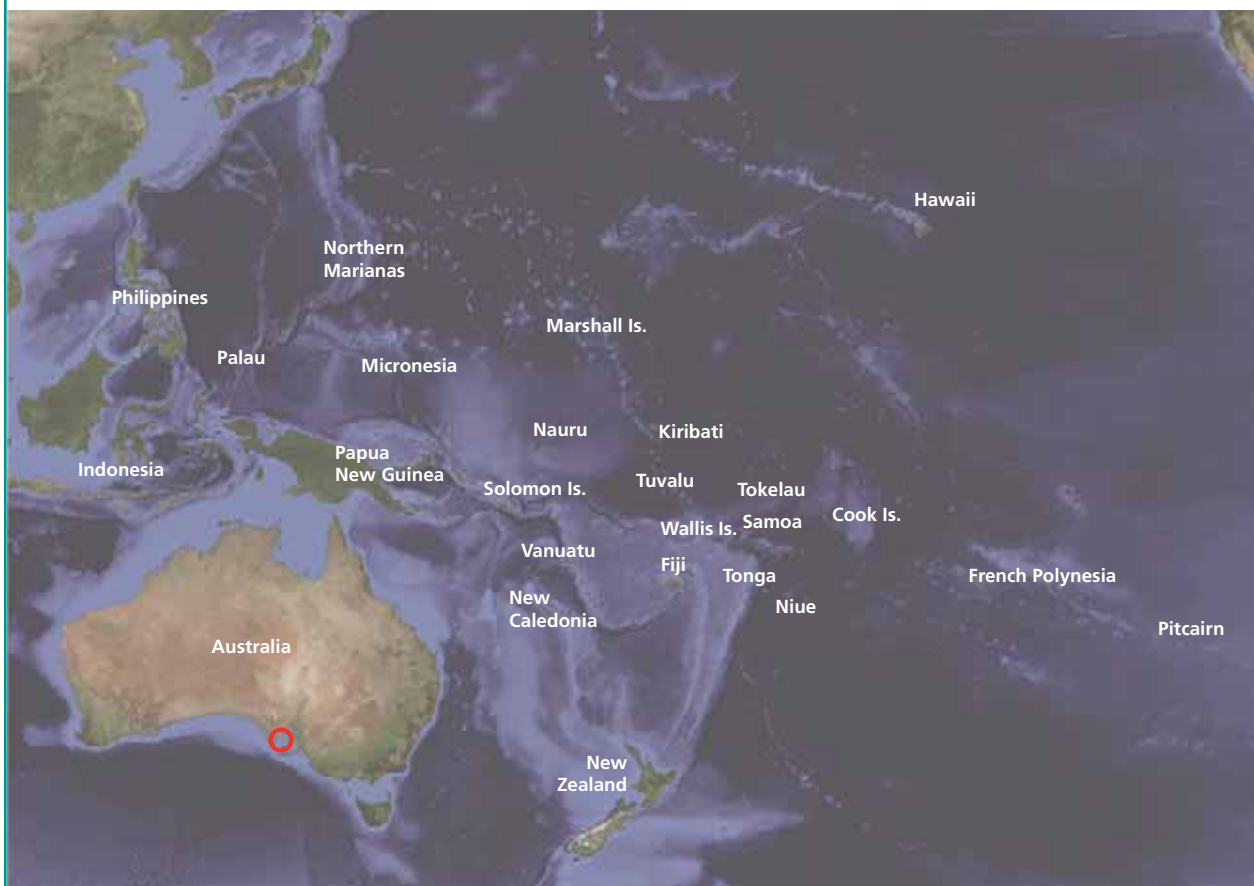 Hawaii
Northern
Marianas
Philippines
Marshall Is.
Palau
Micronesia
Nauru
Kiribati
Papua
New Guinea
Indonesia
Tuvalu
Solomon Is.
Tokelau
Cook Is.
Samoa
Wallis Is.
Vanuatu
Fiji
Tonga
French Polynesia
New
Caledonia
Niue
Pitcairn
Australia
New
Zealand